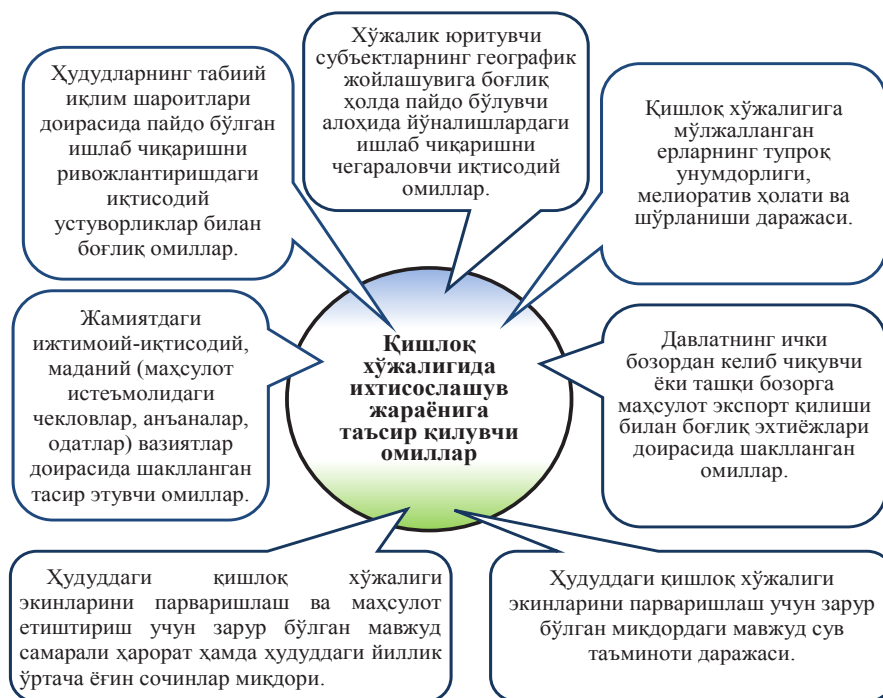 Ҳудудларнинг табиий
иқлим шароитлари
доирасида пайдо бўлган
ишлаб чиқаришни
ривожлантиришдаги
иқтисодий
устуворликлар билан
боғлиқ омиллар.
Хўжалик юритувчи
субъектларнинг географик
жойлашувига боғлиқ
ҳолда пайдо бўлувчи
алоҳида йўналишлардаги
ишлаб чиқаришни
чегараловчи иқтисодий
омиллар.
Қишлоқ хўжалигига
мўлжалланган
ерларнинг тупроқ
унумдорлиги,
мелиоратив ҳолати ва
шўрланиши даражаси.
Жамиятдаги
ижтимоий-иқтисодий,
маданий (маҳсулот
истеъмолидаги
чекловлар, анъаналар,
одатлар) вазиятлар
доирасида шаклланган
тасир этувчи омиллар.
Қишлоқ
хўжалигида
ихтисослашув
жараёнига
таъсир қилувчи
омиллар
Давлатнинг ички
бозордан келиб чиқувчи
ёки ташқи бозорга
маҳсулот экспорт қилиши
билан боғлиқ эҳтиёжлари
доирасида шаклланган
омиллар.
Ҳудуддаги қишлоқ хўжалиги
экинларини парваришлаш ва маҳсулот
етиштириш учун зарур бўлган мавжуд
самарали ҳарорат ҳамда ҳудуддаги йиллик
ўртача ёғин сочинлар миқдори.
Ҳудуддаги қишлоқ хўжалиги
экинларини парваришлаш учун зарур
бўлган миқдордаги мавжуд сув
таъминоти даражаси.